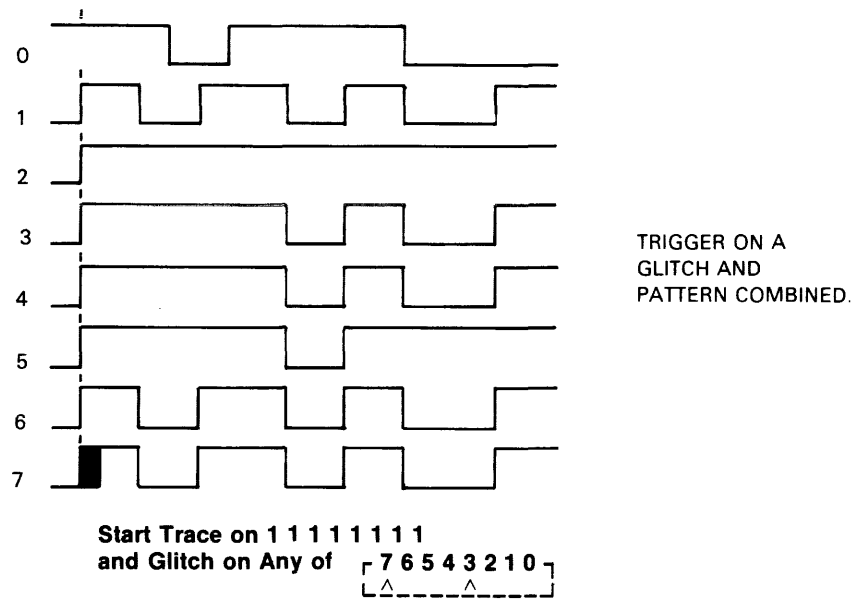 0
1
2
3
4
5
6
7
TRIGGER ON A
GLITCH AND
PATTERN COMBINED.
Start Trace on 1 1 1 1 1 1 1 1
and Glitch on Any of 7 6 5 4 3 2 1 0
^ ^